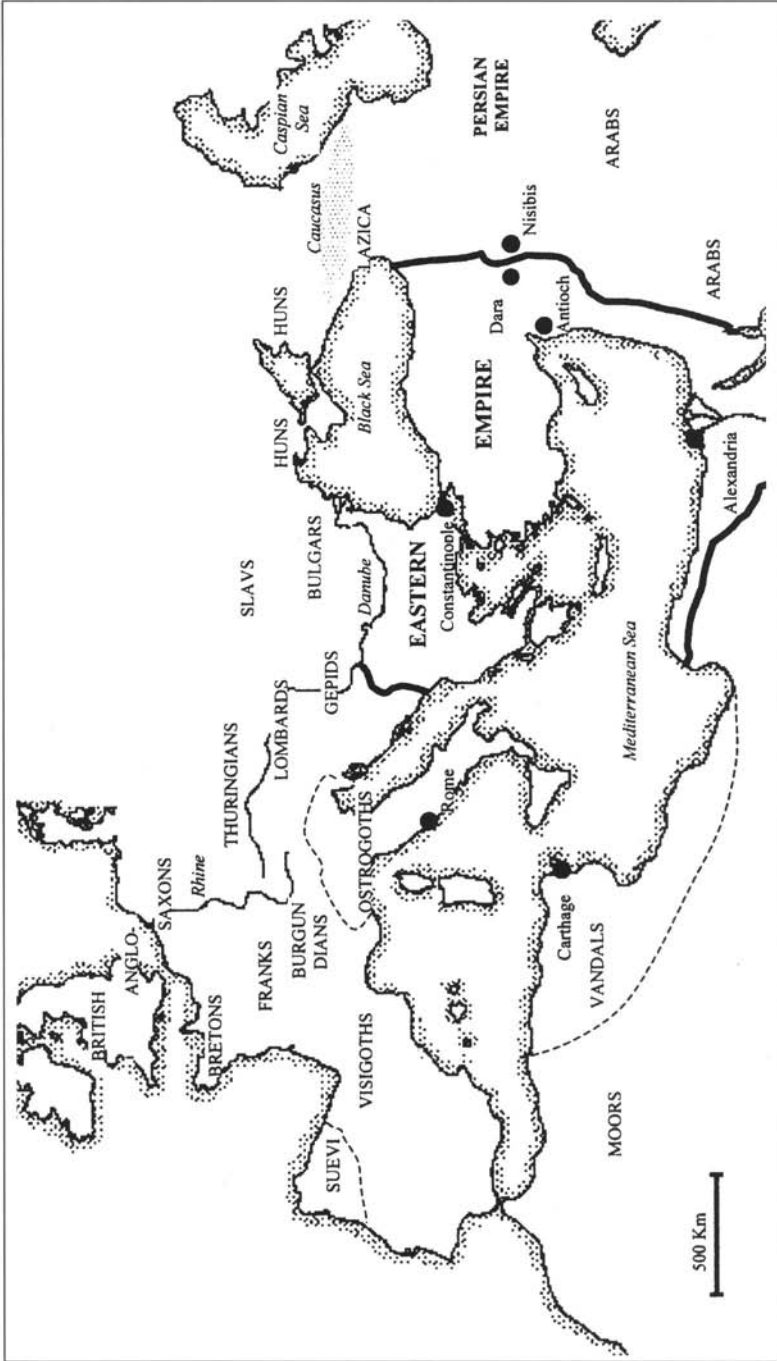 BRITISH
ANGLO-
SAXONS
BRETONS
Rhine
FRANKS
BURGUN
DIANS
THURINGIANS
LOMBARDS
GEPIDS
SLAVS
BULGARS
HUNS
HUNS
Danube
Caucasus
Caspian
Sea
SUEVI
VISIGOTHS
OSTROGOTHS
Rome
EASTERN
Constantinople
Black Sea
LAZICA
EMPIRE
PERSIAN
EMPIRE
Dara
Nisibis
Antioch
Carthage
VANDALS
MOORS
Mediterranean Sea
Alexandria
ARABS
ARABS
500 Km